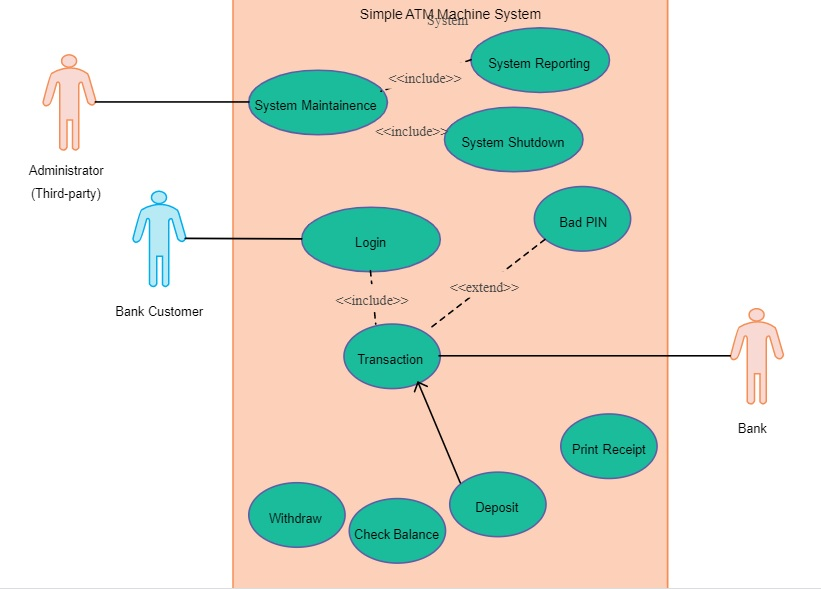 Simple ATM Machine System
System
System Reporting
<<include>>
System Maintainence
<<include>>
System Shutdown
Administrator
(Third-party)
Bad PIN
Login
<<extend>>
<<include>>
Bank Customer
Transaction
Bank
Print Receipt
Deposit
Withdraw
Check Balance